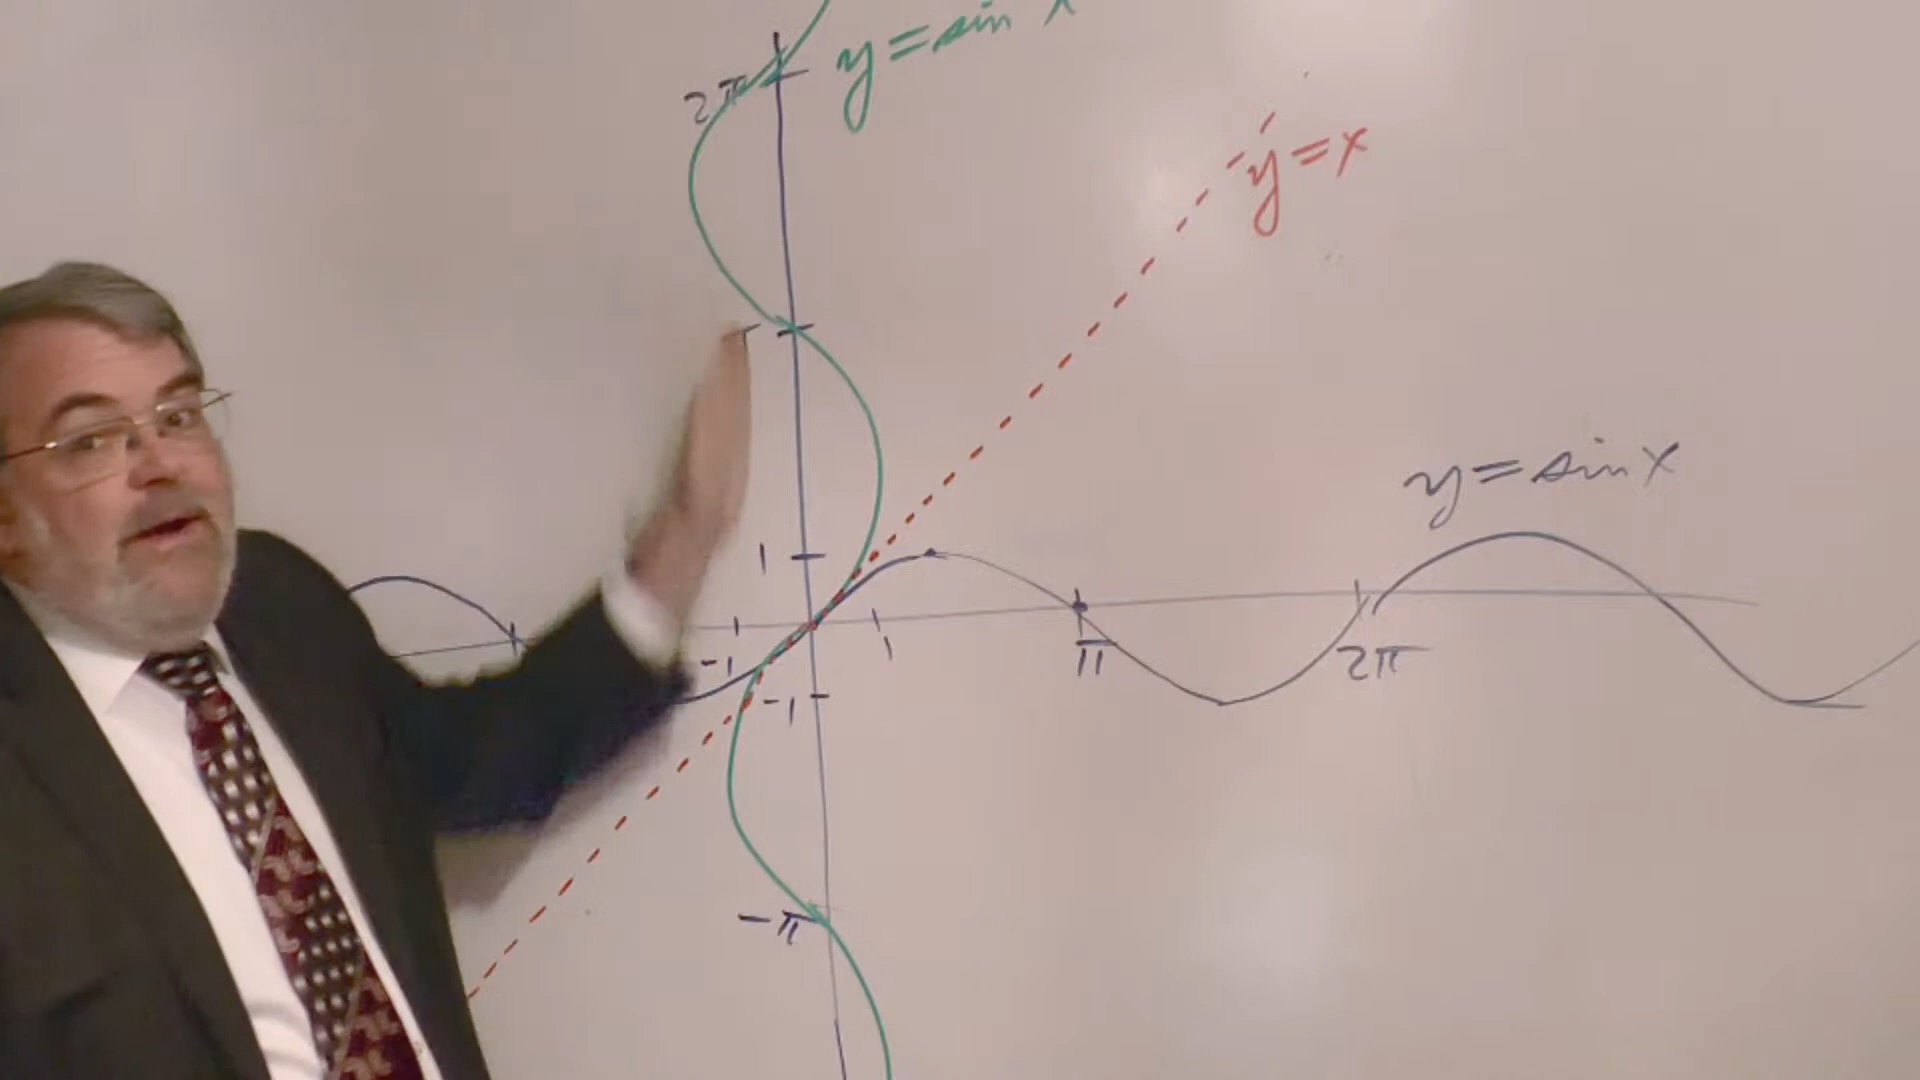 y = sin x
2π
y = x
y = sin x
1
-1
1
π
2π
-1
-π